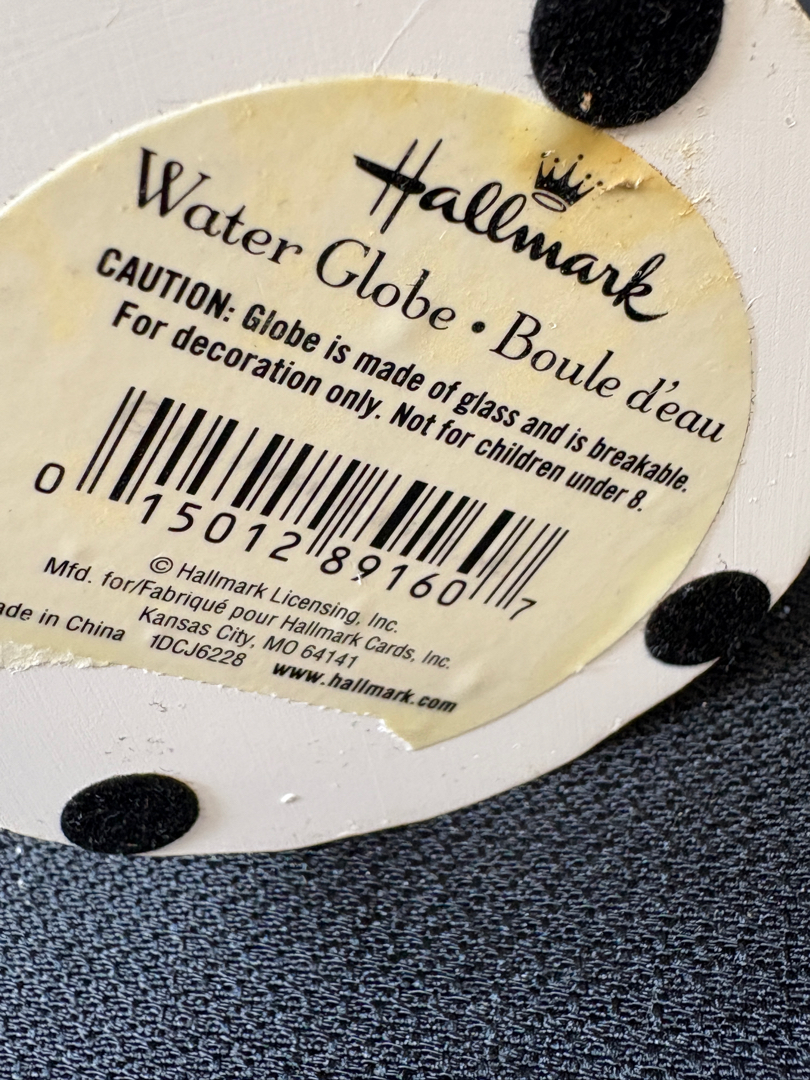 Hallmark
Water Globe • Boule d'eau
CAUTION: Globe is made of glass and is breakable.
For decoration only. Not for children under 8.
0 15012 89160 7
© Hallmark Licensing, Inc.
Mfd. for/Fabriqué pour Hallmark Cards, Inc.
Kansas City, MO 64141
ade in China 1DCJ6228 www.hallmark.com